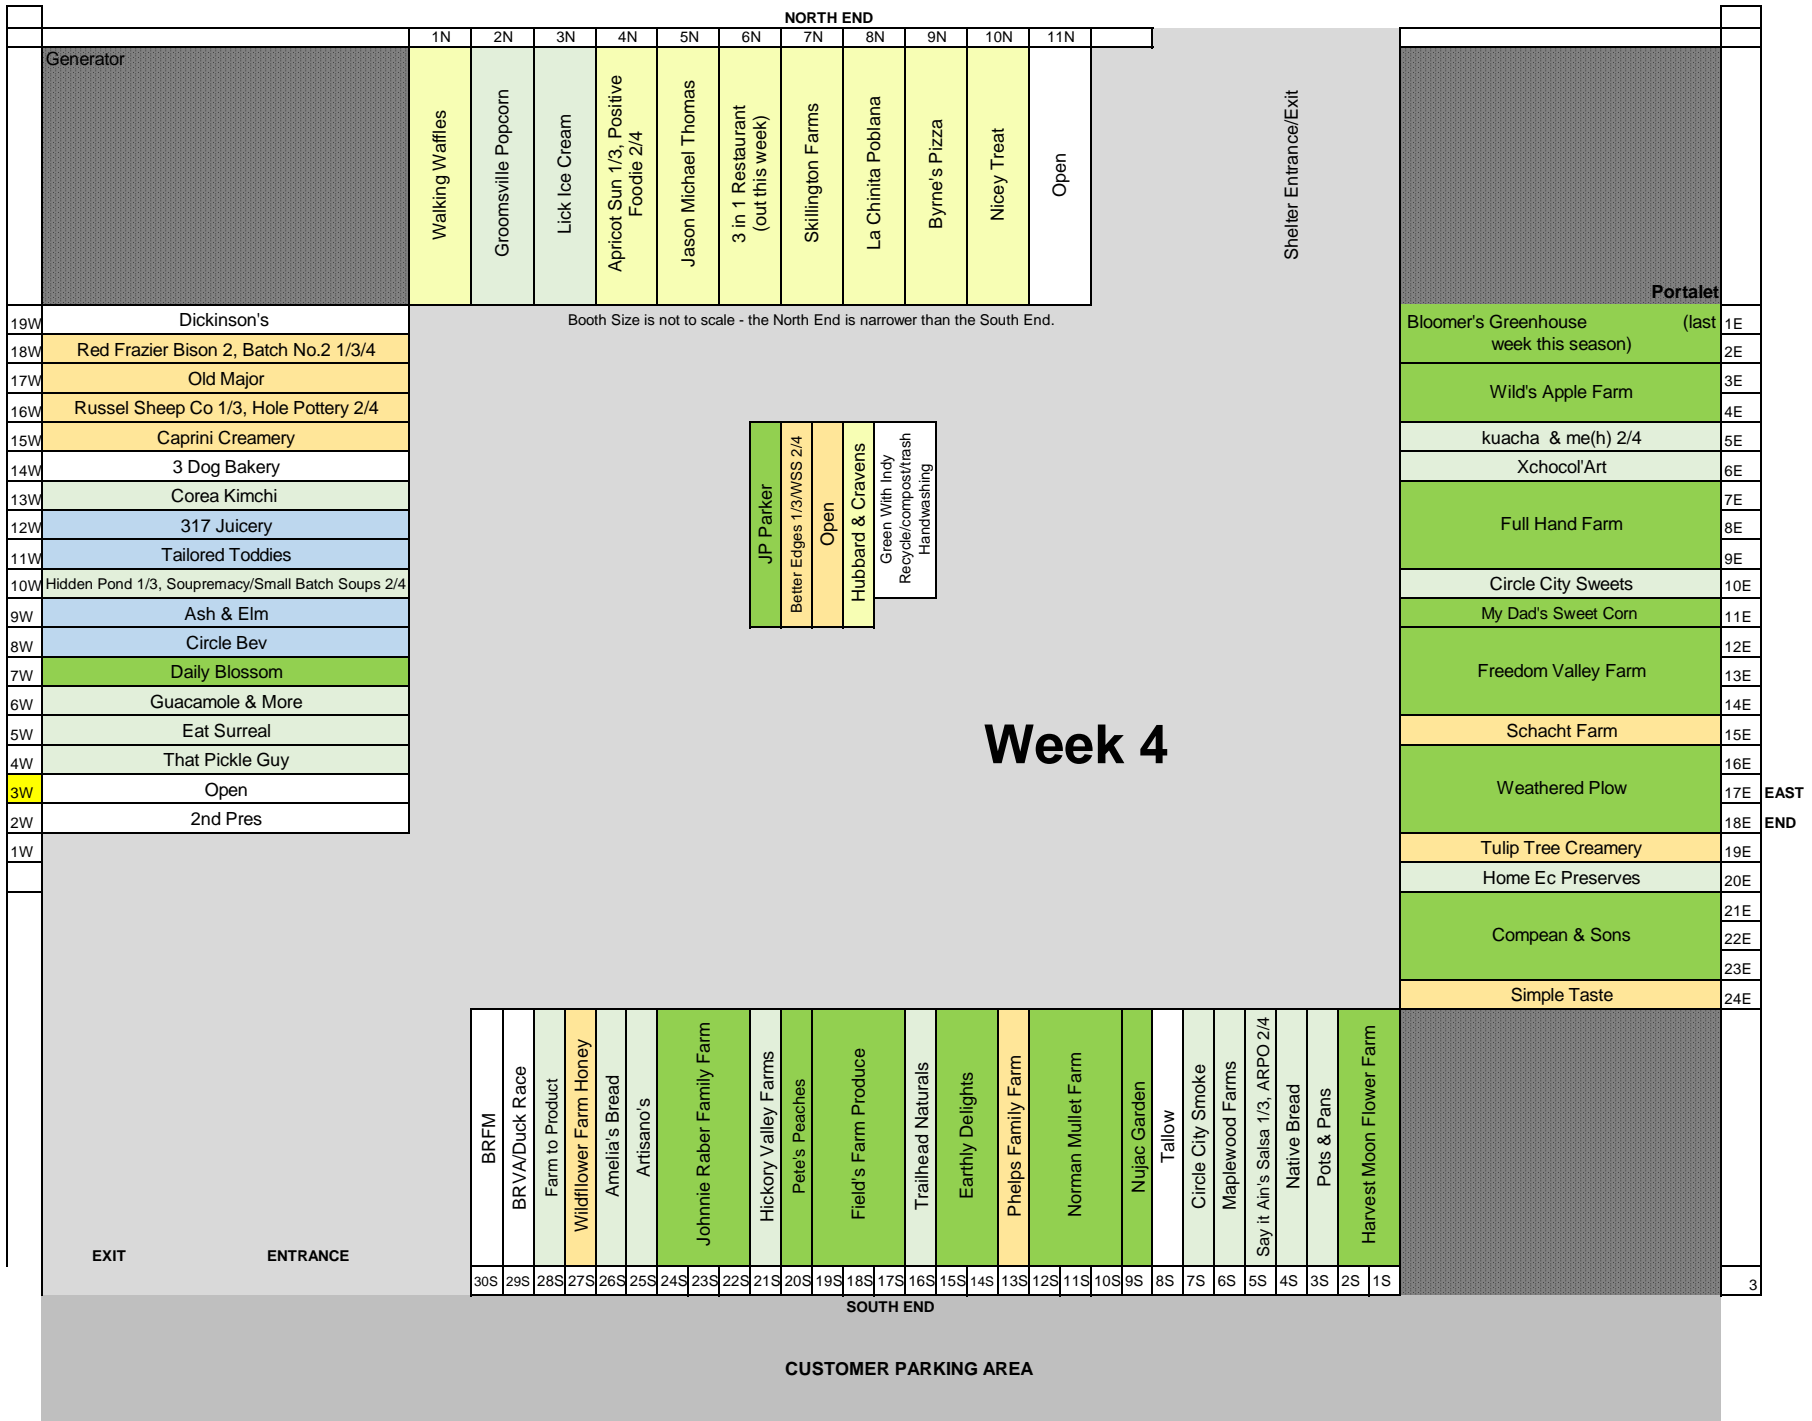 NORTH END
1N 2N 3N 4N 5N 6N 7N 8N 9N 10N 11N
Generator
Walking Waffles
Groomsville Popcorn
Lick Ice Cream
Apricot Sun 1/3, Positive
Foodie 2/4
Jason Michael Thomas
3 in 1 Restaurant
(out this week)
Skillington Farms
La Chinita Poblana
Byrne's Pizza
Nicey Treat
Open
Shelter Entrance/Exit
Portalet
Booth Size is not to scale - the North End is narrower than the South End.
19W Dickinson's
18W Red Frazier Bison 2, Batch No.2 1/3/4
17W Old Major
16W Russel Sheep Co 1/3, Hole Pottery 2/4
15W Caprini Creamery
14W 3 Dog Bakery
13W Corea Kimchi
12W 317 Juicery
11W Tailored Toddies
10W Hidden Pond 1/3, Soupremacy/Small Batch Soups 2/4
9W Ash & Elm
8W Circle Bev
7W Daily Blossom
6W Guacamole & More
5W Eat Surreal
4W That Pickle Guy
3W Open
2W 2nd Pres
1W
JP Parker
Better Edges 1/3/WSS 2/4
Open
Hubbard & Cravens
Green With Indy
Recycle/compost/trash
Handwashing
Week 4
Bloomer's Greenhouse (last 1E
week this season) 2E
3E
Wild's Apple Farm
4E
kuacha & me(h) 2/4 5E
Xchocol'Art 6E
7E
Full Hand Farm 8E
9E
Circle City Sweets 10E
My Dad's Sweet Corn 11E
12E
Freedom Valley Farm 13E
14E
Schacht Farm 15E
16E
Weathered Plow 17E EAST
18E END
Tulip Tree Creamery 19E
Home Ec Preserves 20E
21E
Compean & Sons 22E
23E
Simple Taste 24E
BRFM
BRVA/Duck Race
Farm to Product
Wildfllower Farm Honey
Amelia's Bread
Artisano's
Johnnie Raber Family Farm
Hickory Valley Farms
Pete's Peaches
Field's Farm Produce
Trailhead Naturals
Earthly Delights
Phelps Family Farm
Norman Mullet Farm
Nujac Garden
Tallow
Circle City Smoke
Maplewood Farms
Say it Ain's Salsa 1/3, ARPO 2/4
Native Bread
Pots & Pans
Harvest Moon Flower Farm
EXIT ENTRANCE
30S 29S 28S 27S 26S 25S 24S 23S 22S 21S 20S 19S 18S 17S 16S 15S 14S 13S 12S 11S 10S 9S 8S 7S 6S 5S 4S 3S 2S 1S 3
SOUTH END
CUSTOMER PARKING AREA